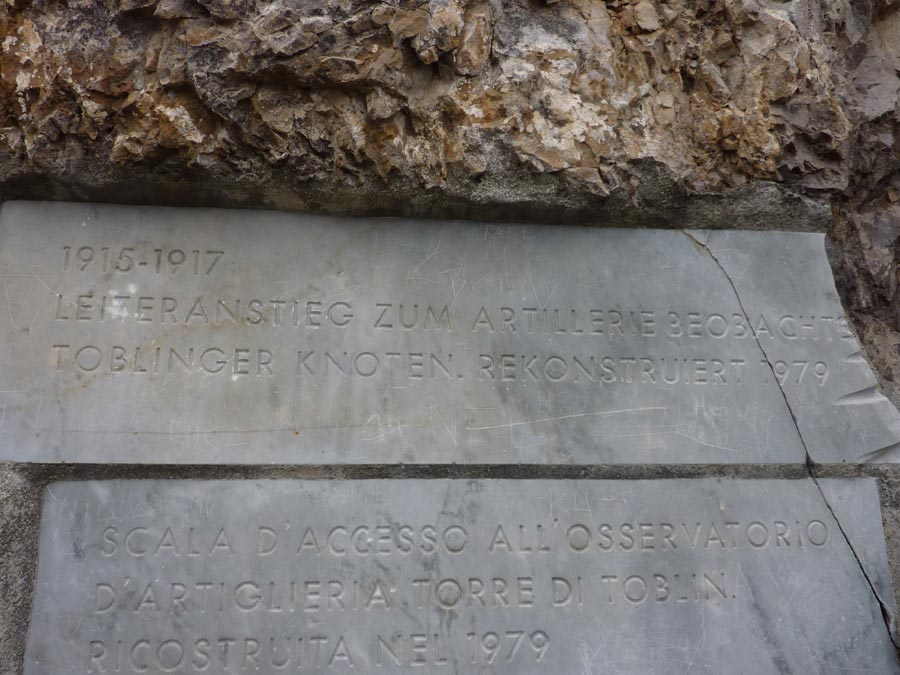 1915-1917
LEITERANSTIEG ZUM ARTILLERIE BEOBACHTE
TOBLINGER KNOTEN. REKONSTRUIERT 1979
SCALA D'ACCESSO ALL'OSSERVATORIO
D'ARTIGLIERIA TORRE DI TOBLIN.
RICOSTRUITA NEL 1979